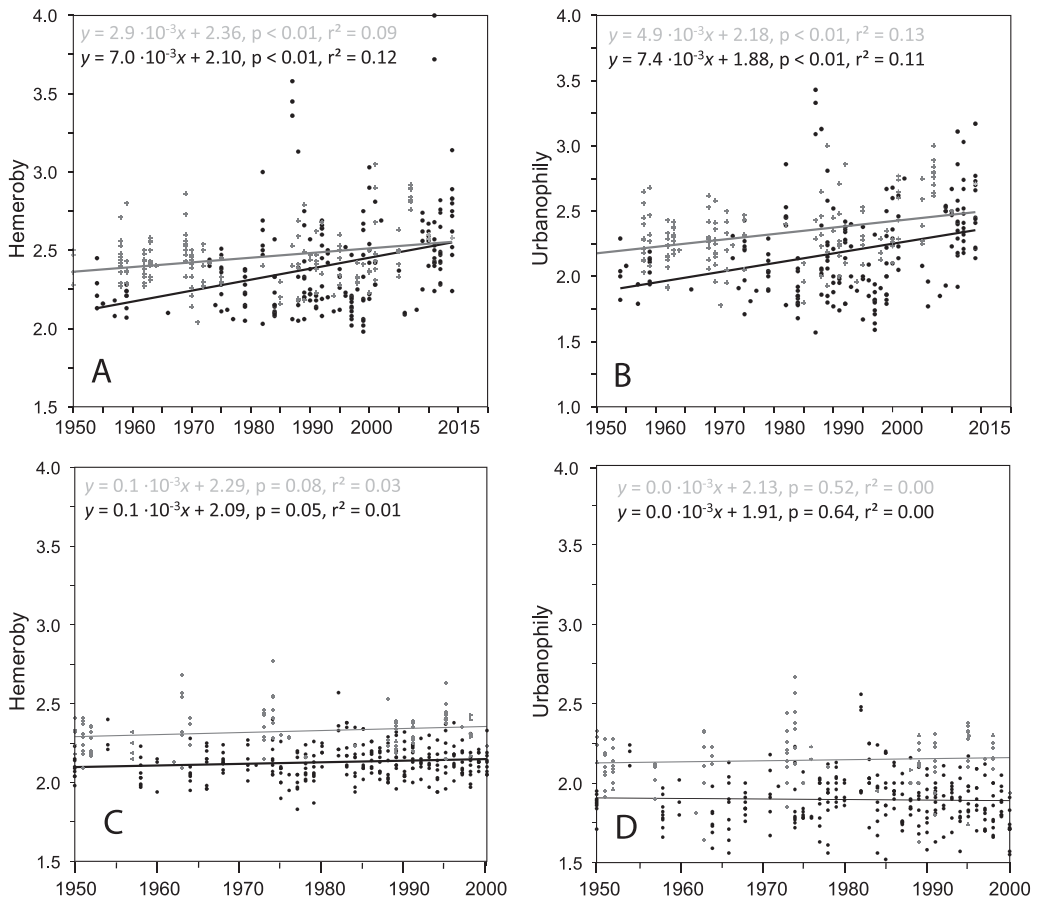 y = 2.9 ·10⁻³x + 2.36, p < 0.01, r² = 0.09
y = 7.0 ·10⁻³x + 2.10, p < 0.01, r² = 0.12
Hemeroby
4.0
3.5
3.0
2.5
2.0
1.5
A
1950 1960 1970 1980 1990 2000 2015
y = 4.9 ·10⁻³x + 2.18, p < 0.01, r² = 0.13
y = 7.4 ·10⁻³x + 1.88, p < 0.01, r² = 0.11
Urbanophily
4.0
3.5
3.0
2.5
2.0
1.5
1.0
B
1950 1960 1970 1980 1990 2000 2015
y = 0.1 ·10⁻³x + 2.29, p = 0.08, r² = 0.03
y = 0.1 ·10⁻³x + 2.09, p = 0.05, r² = 0.01
Hemeroby
4.0
3.5
3.0
2.5
2.0
1.5
C
1950 1960 1970 1980 1990 2000
y = 0.0 ·10⁻³x + 2.13, p = 0.52, r² = 0.00
y = 0.0 ·10⁻³x + 1.91, p = 0.64, r² = 0.00
Urbanophily
4.0
3.5
3.0
2.5
2.0
1.5
D
1950 1960 1970 1980 1990 2000